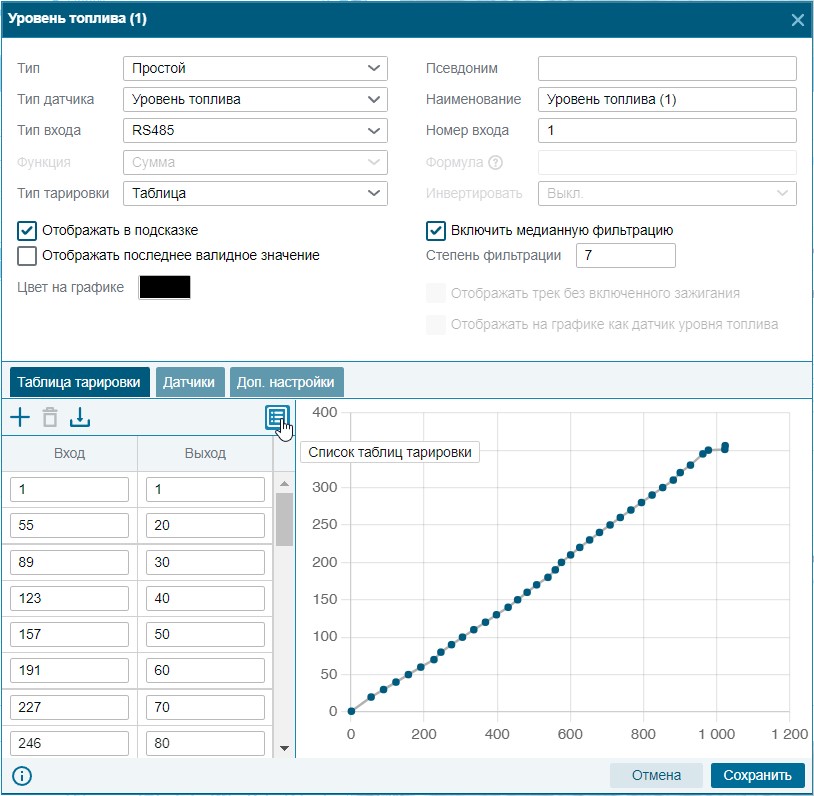 Уровень топлива (1)
Тип Простой Псевдоним
Тип датчика Уровень топлива Наименование Уровень топлива (1)
Тип входа RS485 Номер входа 1
Функция Сумма Формула ?
Тип тарировки Таблица Инвертировать Выкл.
Отображать в подсказке Включить медианную фильтрацию
Отображать последнее валидное значение Степень фильтрации 7
Цвет на графике Отображать трек без включенного зажигания
Отображать на графике как датчик уровня топлива
Таблица тарировки Датчики Доп. настройки
Список таблиц тарировки
Вход Выход
1 1
55 20
89 30
123 40
157 50
191 60
227 70
246 80
400
300
250
200
150
100
50
0
0 200 400 600 800 1 000 1 200
Отмена Сохранить